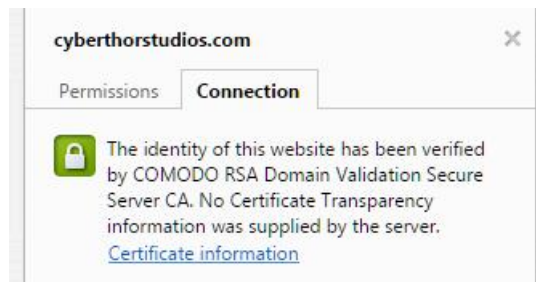 cyberthorstudios.com
Permissions Connection
The identity of this website has been verified
by COMODO RSA Domain Validation Secure
Server CA. No Certificate Transparency
information was supplied by the server.
Certificate information